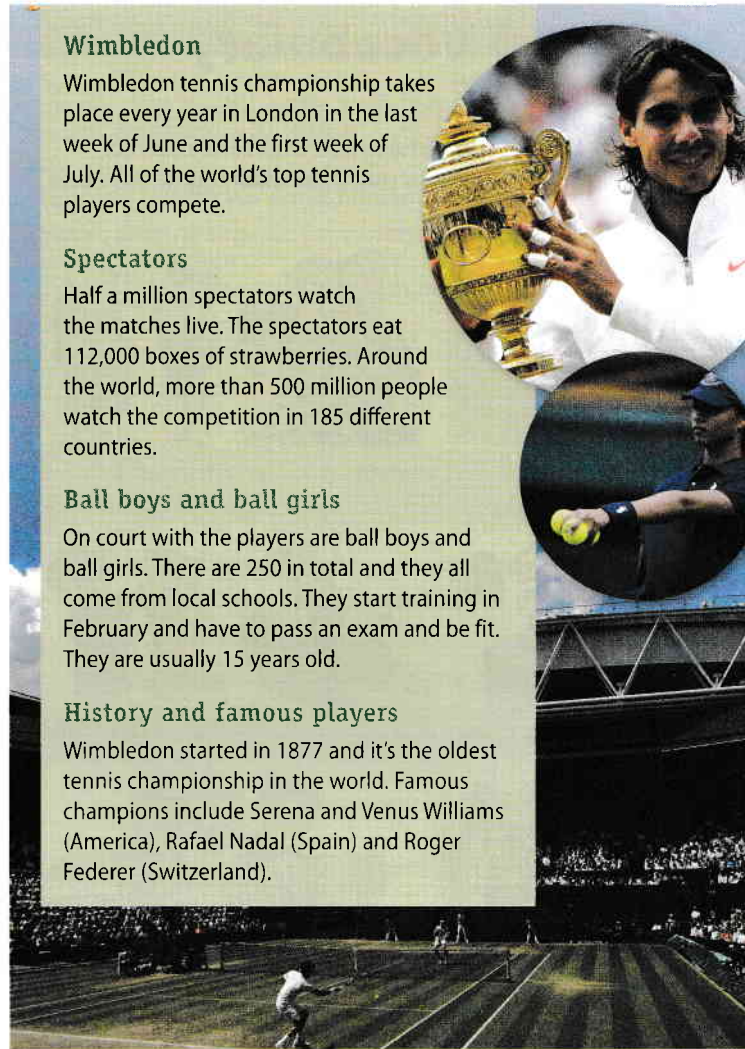 Wimbledon
Wimbledon tennis championship takes
place every year in London in the last
week of June and the first week of
July. All of the world's top tennis
players compete.
Spectators
Half a million spectators watch
the matches live. The spectators eat
112,000 boxes of strawberries. Around
the world, more than 500 million people
watch the competition in 185 different
countries.
Ball boys and ball girls
On court with the players are ball boys and
ball girls. There are 250 in total and they all
come from local schools. They start training in
February and have to pass an exam and be fit.
They are usually 15 years old.
History and famous players
Wimbledon started in 1877 and it's the oldest
tennis championship in the world. Famous
champions include Serena and Venus Williams
(America), Rafael Nadal (Spain) and Roger
Federer (Switzerland).